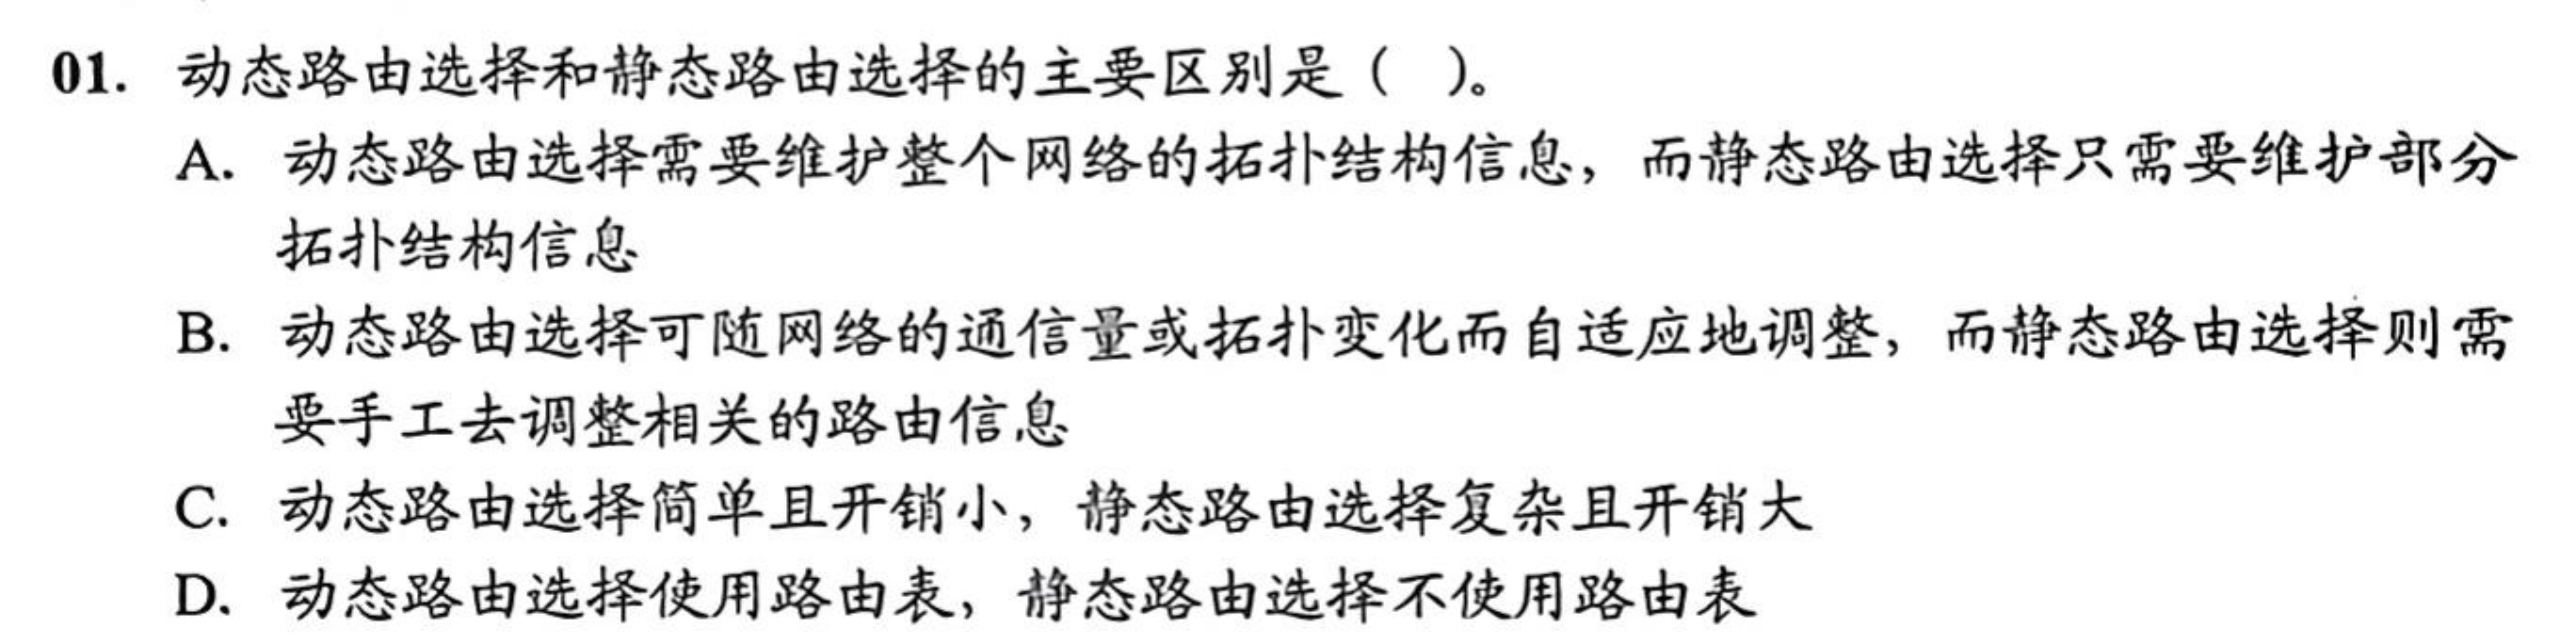 01. 动态路由选择和静态路由选择的主要区别是（ ）。
A. 动态路由选择需要维护整个网络的拓扑结构信息，而静态路由选择只需要维护部分
拓扑结构信息
B. 动态路由选择可随网络的通信量或拓扑变化而自适应地调整，而静态路由选择则需
要手工去调整相关的路由信息
C. 动态路由选择简单且开销小，静态路由选择复杂且开销大
D. 动态路由选择使用路由表，静态路由选择不使用路由表